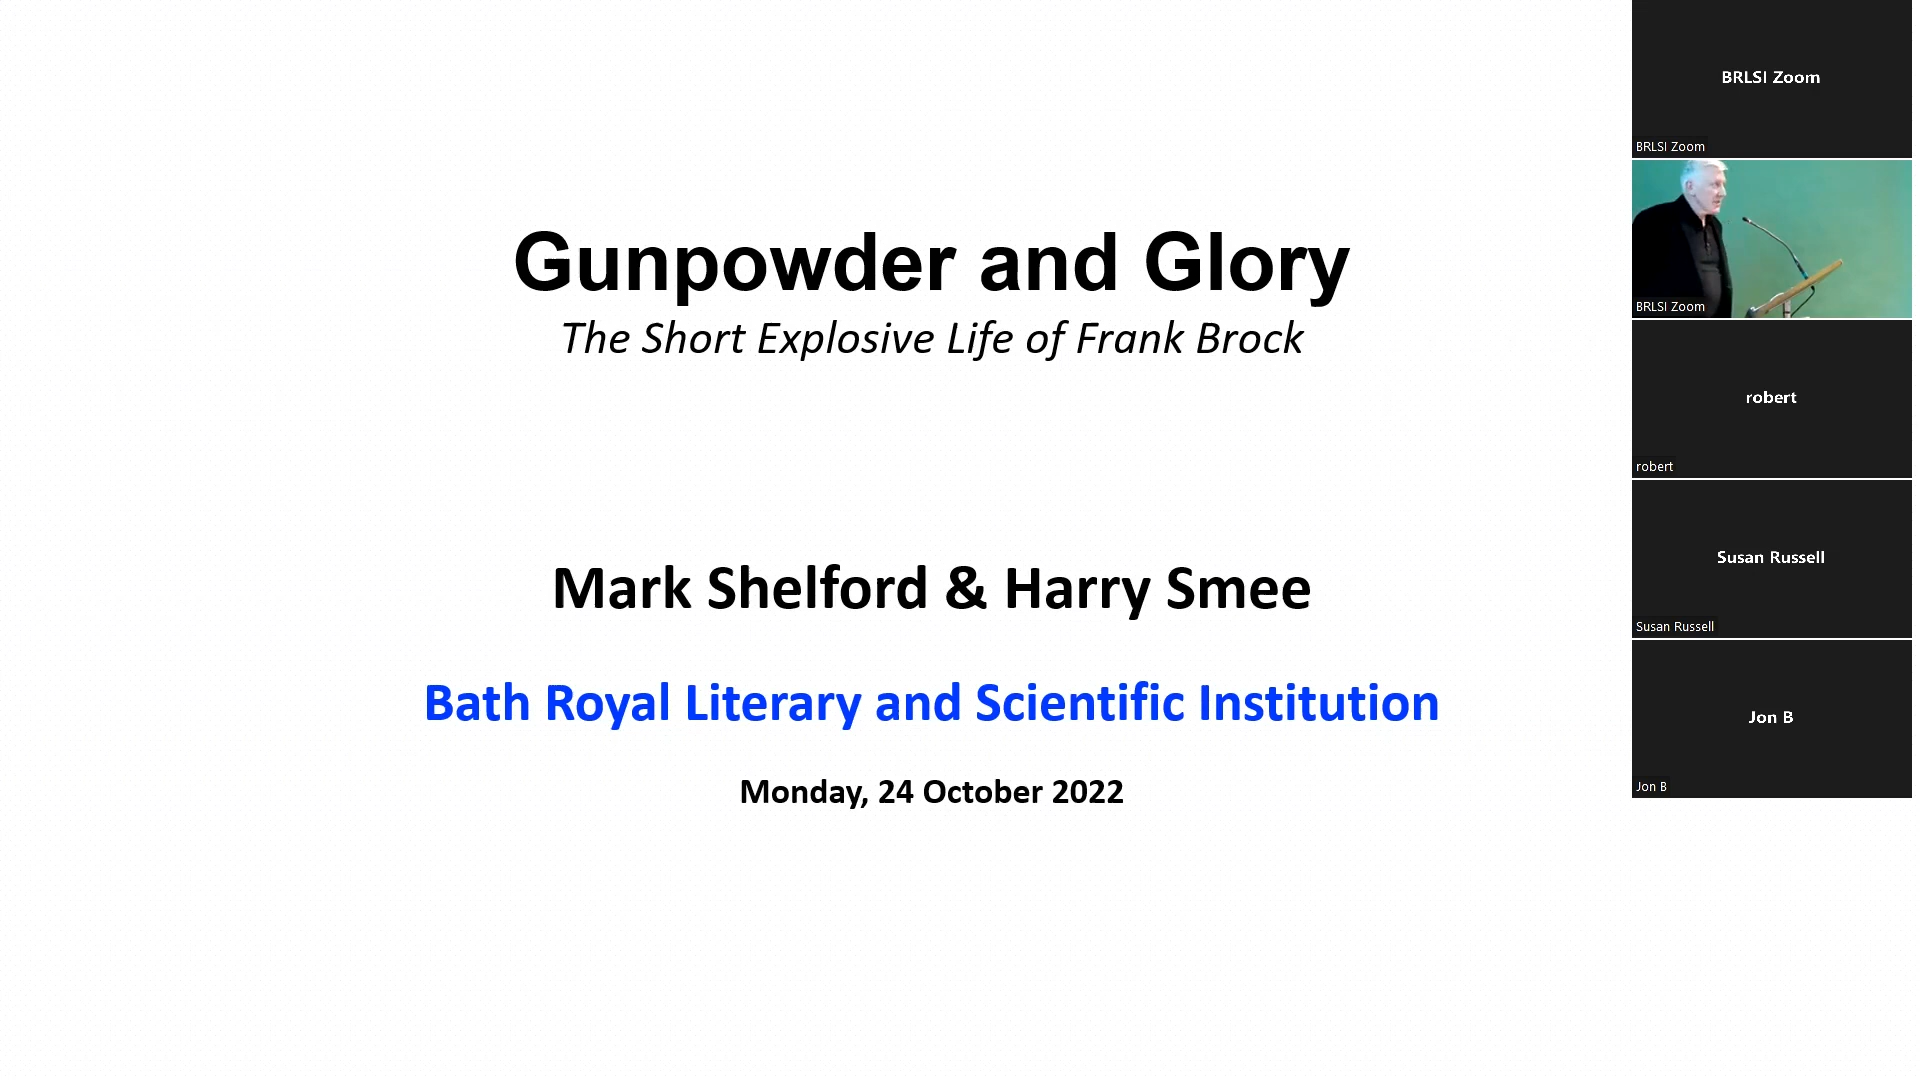 Gunpowder and Glory
The Short Explosive Life of Frank Brock
Mark Shelford & Harry Smee
Bath Royal Literary and Scientific Institution
Monday, 24 October 2022
BRLSI Zoom
BRLSI Zoom
BRLSI Zoom
robert
robert
Susan Russell
Susan Russell
Jon B
Jon B